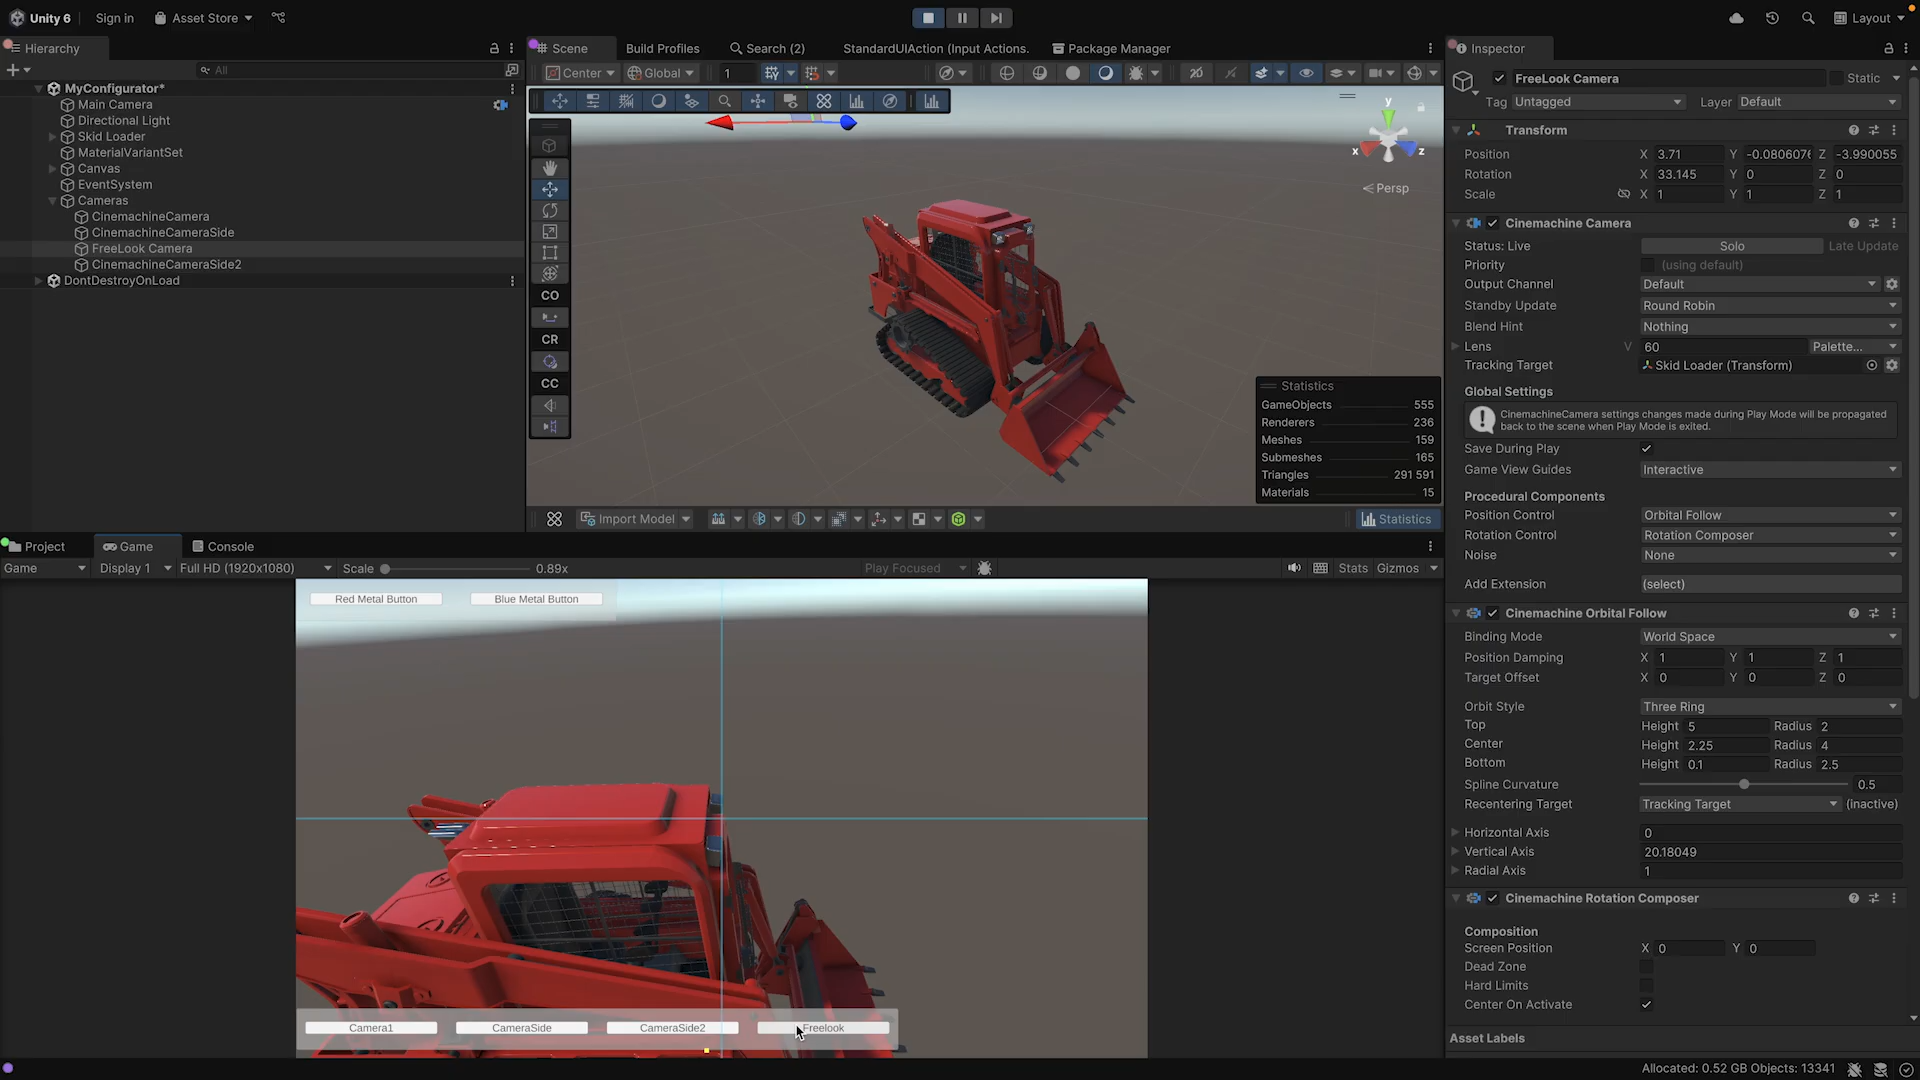 Unity 6 Sign in Asset Store Layout
Hierarchy
All
MyConfigurator*
Main Camera
Directional Light
Skid Loader
MaterialVariantSet
Canvas
EventSystem
Cameras
CinemachineCamera
CinemachineCameraSide
FreeLook Camera
CinemachineCameraSide2
DontDestroyOnLoad
Scene Build Profiles Search (2) StandardUIAction (Input Actions. Package Manager
Center Global 1 2D
CO
CR
CC
y
x z
Persp
Statistics
GameObjects 555
Renderers 236
Meshes 159
Submeshes 165
Triangles 291 591
Materials 15
Import Model Statistics
Project Game Console
Game Display 1 Full HD (1920x1080) Scale 0.89x Play Focused Stats Gizmos
Red Metal Button Blue Metal Button
Camera1 CameraSide CameraSide2 Freelook
Inspector
FreeLook Camera Static
Tag Untagged Layer Default
Transform
Position X 3.71 Y -0.0806076 Z -3.990055
Rotation X 33.145 Y 0 Z 0
Scale X 1 Y 1 Z 1
Cinemachine Camera
Status: Live Solo Late Update
Priority (using default)
Output Channel Default
Standby Update Round Robin
Blend Hint Nothing
Lens V 60 Palette...
Tracking Target Skid Loader (Transform)
Global Settings
CinemachineCamera settings changes made during Play Mode will be propagated
back to the scene when Play Mode is exited.
Save During Play
Game View Guides Interactive
Procedural Components
Position Control Orbital Follow
Rotation Control Rotation Composer
Noise None
Add Extension (select)
Cinemachine Orbital Follow
Binding Mode World Space
Position Damping X 1 Y 1 Z 1
Target Offset X 0 Y 0 Z 0
Orbit Style Three Ring
Top Height 5 Radius 2
Center Height 2.25 Radius 4
Bottom Height 0.1 Radius 2.5
Spline Curvature 0.5
Recentering Target Tracking Target (inactive)
Horizontal Axis 0
Vertical Axis 20.18049
Radial Axis 1
Cinemachine Rotation Composer
Composition
Screen Position X 0 Y 0
Dead Zone
Hard Limits
Center On Activate
Asset Labels
Allocated: 0.52 GB Objects: 13341